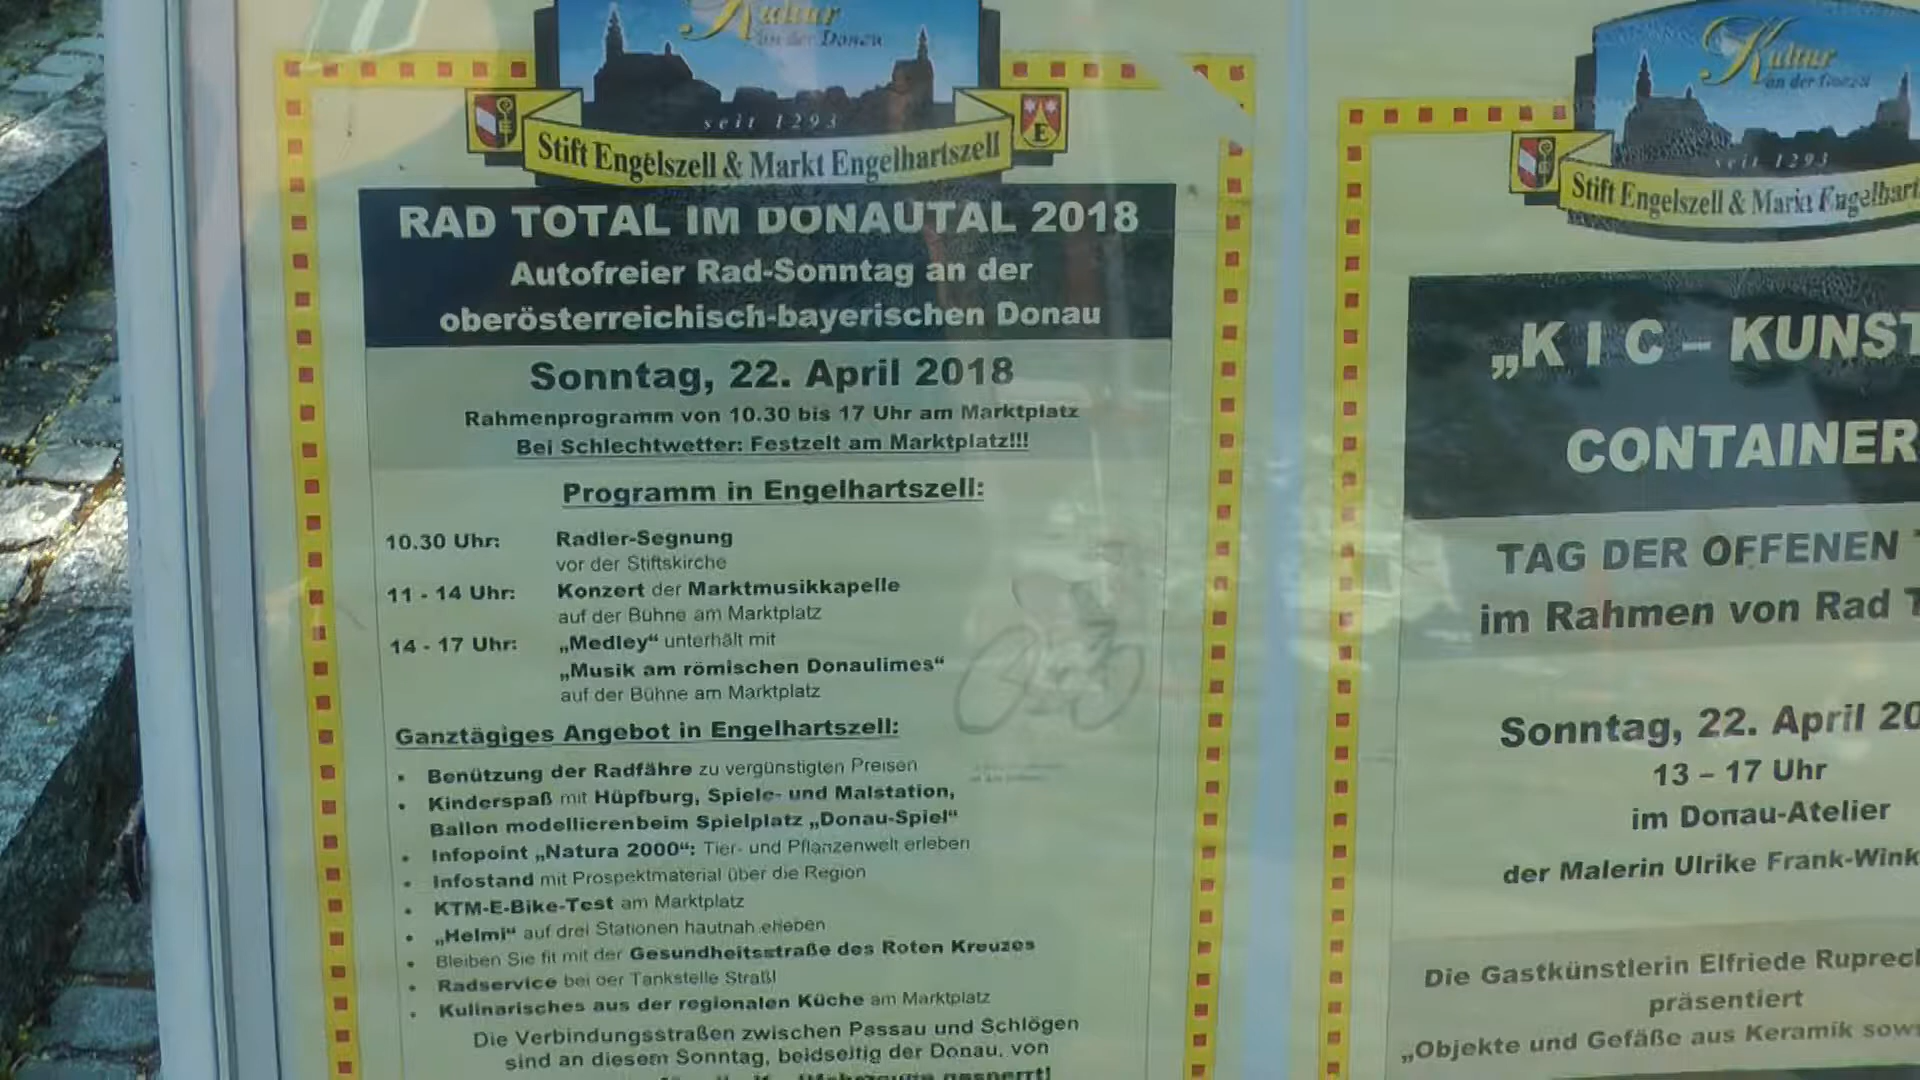 Kultur
an der Donau
seit 1293
Stift Engelszell & Markt Engelhartszell
E
RAD TOTAL IM DONAUTAL 2018
Autofreier Rad-Sonntag an der
oberösterreichisch-bayerischen Donau
Sonntag, 22. April 2018
Rahmenprogramm von 10.30 bis 17 Uhr am Marktplatz
Bei Schlechtwetter: Festzelt am Marktplatz!!!
Programm in Engelhartszell:
10.30 Uhr: Radler-Segnung
vor der Stiftskirche
11 - 14 Uhr: Konzert der Marktmusikkapelle
auf der Bühne am Marktplatz
14 - 17 Uhr: „Medley“ unterhält mit
„Musik am römischen Donaulimes“
auf der Bühne am Marktplatz
Ganztägiges Angebot in Engelhartszell:
• Benützung der Radfähre zu vergünstigten Preisen
• Kinderspaß mit Hüpfburg, Spiele- und Malstation,
Ballon modellierenbeim Spielplatz „Donau-Spiel“
• Infopoint „Natura 2000“: Tier- und Pflanzenwelt erleben
• Infostand mit Prospektmaterial über die Region
• KTM-E-Bike-Test am Marktplatz
• „Helmi“ auf drei Stationen hautnah erleben
• Bleiben Sie fit mit der Gesundheitsstraße des Roten Kreuzes
• Radservice bei der Tankstelle Straßl
• Kulinarisches aus der regionalen Küche am Marktplatz
Die Verbindungsstraßen zwischen Passau und Schlögen
sind an diesem Sonntag, beidseitig der Donau, von
gesperrt!
Kultur
an der Donau
seit 1293
Stift Engelszell & Markt Engelhart
„K I C – KUNST
CONTAINER
TAG DER OFFENEN
im Rahmen von Rad T
Sonntag, 22. April 20
13 – 17 Uhr
im Donau-Atelier
der Malerin Ulrike Frank-Wink
Die Gastkünstlerin Elfriede Ruprech
präsentiert
„Objekte und Gefäße aus Keramik sow